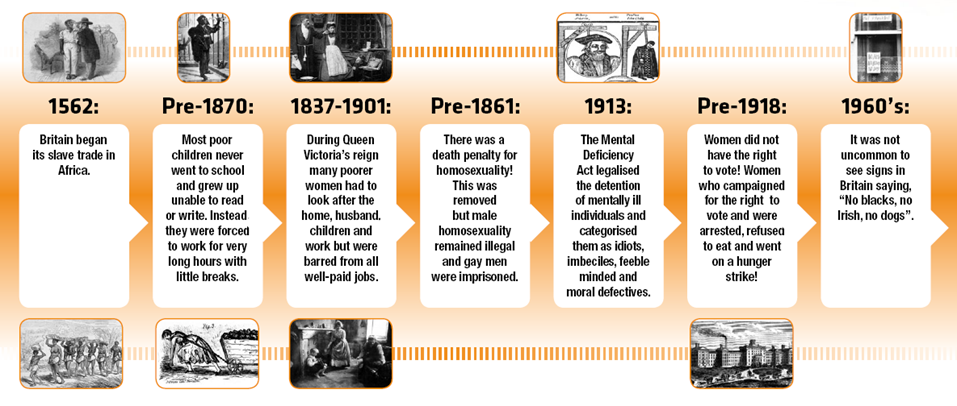 1562:
Britain began
its slave trade in
Africa.
Pre-1870:
Most poor
children never
went to school
and grew up
unable to read
or write. Instead
they were forced
to work for very
long hours with
little breaks.
1837-1901:
During Queen
Victoria's reign
many poorer
women had to
look after the
home, husband.
children and
work but were
barred from all
well-paid jobs.
Pre-1861:
There was a
death penalty for
homosexuality!
This was
removed
but male
homosexuality
remained illegal
and gay men
were imprisoned.
1913:
The Mental
Deficiency
Act legalised
the detention
of mentally ill
individuals and
categorised
them as idiots,
imbeciles, feeble
minded and
moral defectives.
Pre-1918:
Women did not
have the right
to vote! Women
who campaigned
for the right to
vote and were
arrested, refused
to eat and went
on a hunger
strike!
1960's:
It was not
uncommon to
see signs in
Britain saying,
"No blacks, no
Irish, no dogs".
Fig. 2